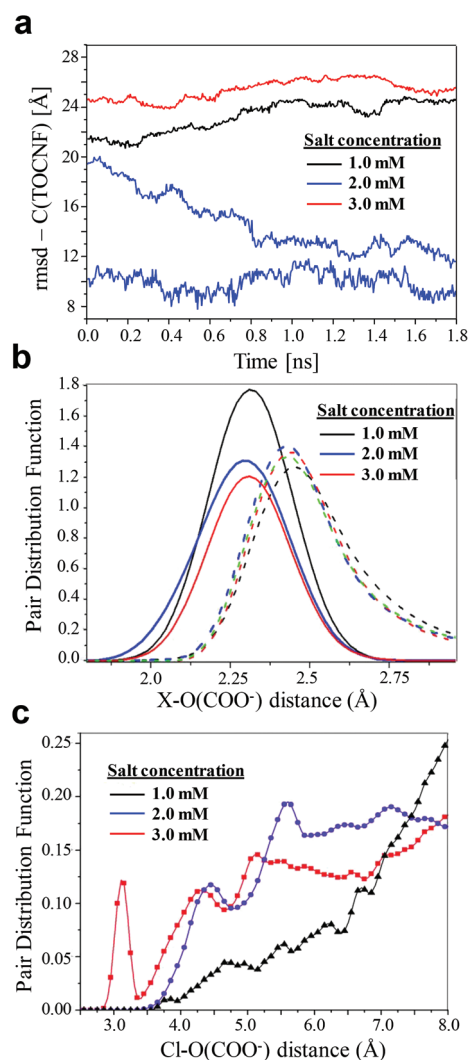 a
rmsd – C(TOCNF) [Å]
28
24
20
16
12
8
Salt concentration
1.0 mM
2.0 mM
3.0 mM
0.0 0.2 0.4 0.6 0.8 1.0 1.2 1.4 1.6 1.8
Time [ns]
b
Pair Distribution Function
1.8
1.6
1.4
1.2
1.0
0.8
0.6
0.4
0.2
0.0
Salt concentration
1.0 mM
2.0 mM
3.0 mM
2.0 2.25 2.5 2.75
X-O(COO⁻) distance (Å)
c
Pair Distribution Function
0.25
0.20
0.15
0.10
0.05
0.00
Salt concentration
1.0 mM
2.0 mM
3.0 mM
3.0 4.0 5.0 6.0 7.0 8.0
Cl-O(COO⁻) distance (Å)